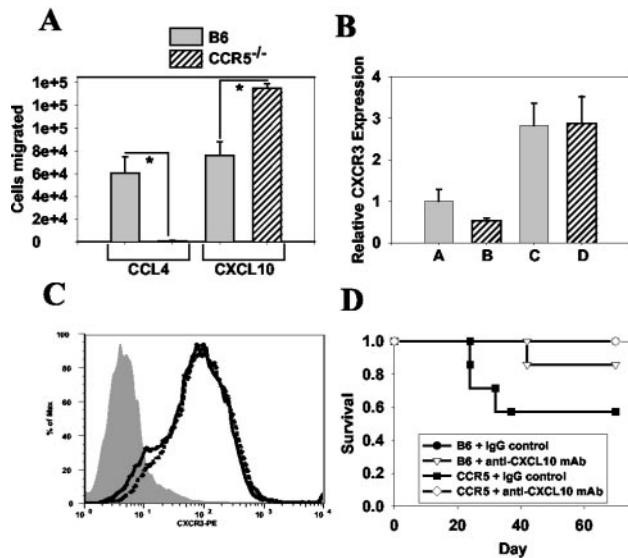 A
B6
CCR5-/-
Cells migrated
1e+5
1e+5
8e+4
6e+4
4e+4
2e+4
0
*
*
CCL4 CXCL10
B
Relative CXCR3 Expression
4
3
2
1
0
A B C D
C
% of Max
100
80
60
40
20
0
10^0 10^1 10^2 10^3 10^4
CXCR3-PE
D
Survival
1.0
0.8
0.6
0.4
0.2
0.0
B6 + IgG control
B6 + anti-CXCL10 mAb
CCR5 + IgG control
CCR5 + anti-CXCL10 mAb
0 20 40 60
Day